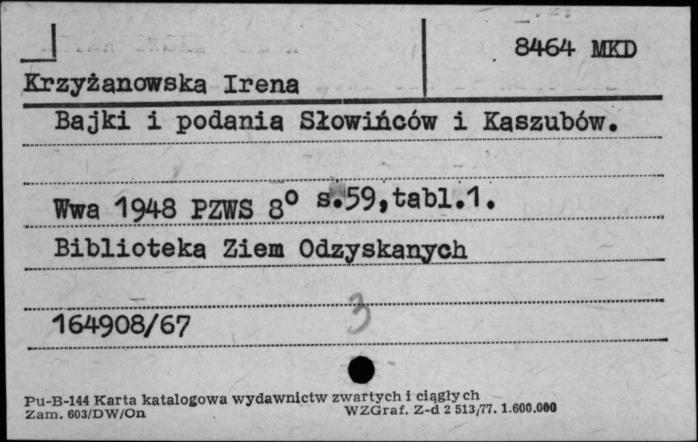 8464 MKD
Krzyżanowska Irena
Bajki i podania Słowińców i Kaszubów.
Wwa 1948 PZWS 8° s.59,tabl.1.
Biblioteka Ziem Odzyskanych
164908/67
3
Pu-B-144 Karta katalogowa wydawnictw zwartych i ciągłych
Zam. 603/DW/On WZGraf. Z-d 2 513/77. 1.600.000